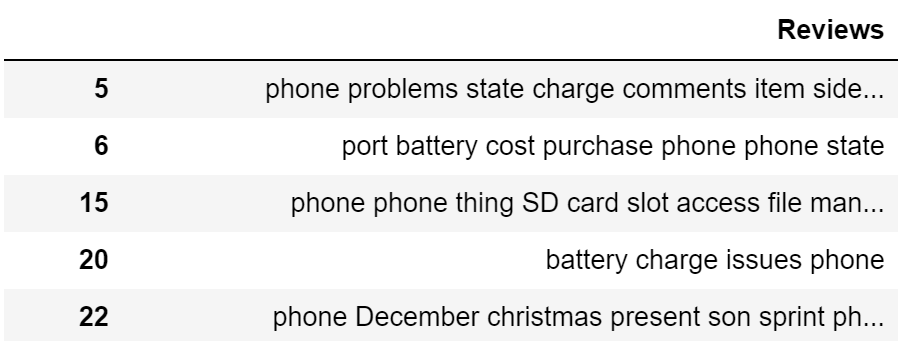 Reviews
5 phone problems state charge comments item side...
6 port battery cost purchase phone phone state
15 phone phone thing SD card slot access file man...
20 battery charge issues phone
22 phone December christmas present son sprint ph...